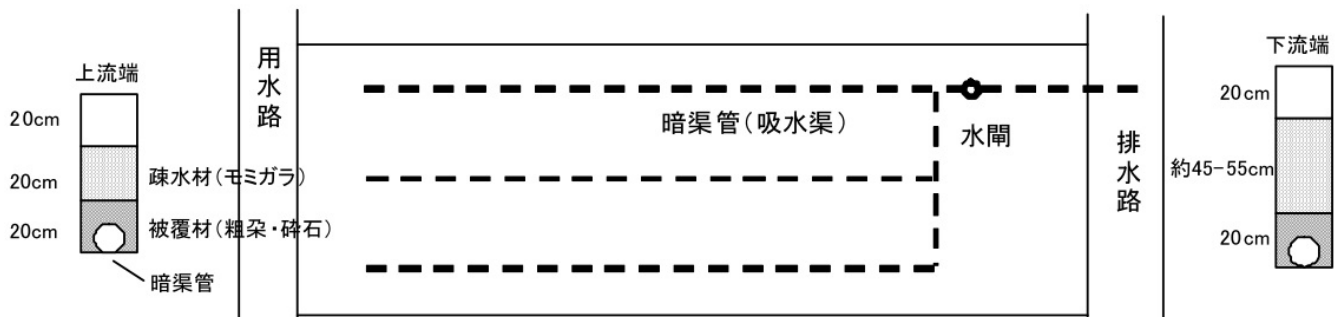 上流端
20cm
20cm
20cm
疎水材(モミガラ)
被覆材(粗朶・砕石)
暗渠管
用水路
暗渠管(吸水渠)
水閘
排水路
下流端
20cm
約45-55cm
20cm